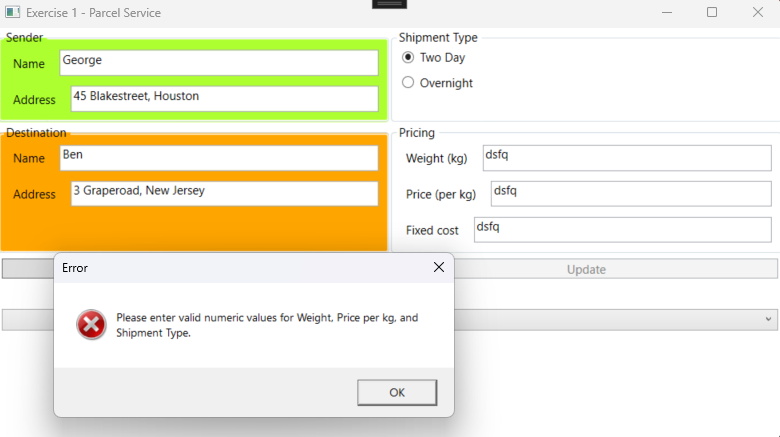 Exercise 1 - Parcel Service
Sender
Name George
Address 45 Blakestreet, Houston
Shipment Type
Two Day
Overnight
Destination
Name Ben
Address 3 Graperoad, New Jersey
Pricing
Weight (kg) dsfq
Price (per kg) dsfq
Fixed cost dsfq
Update
Error
Please enter valid numeric values for Weight, Price per kg, and
Shipment Type.
OK